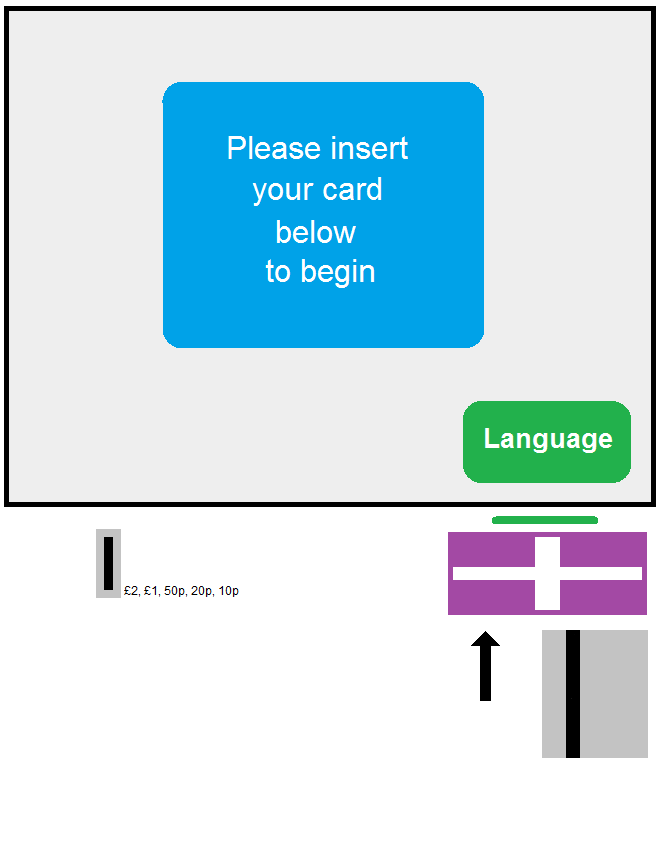 Please insert
your card
below
to begin
Language
£2, £1, 50p, 20p, 10p